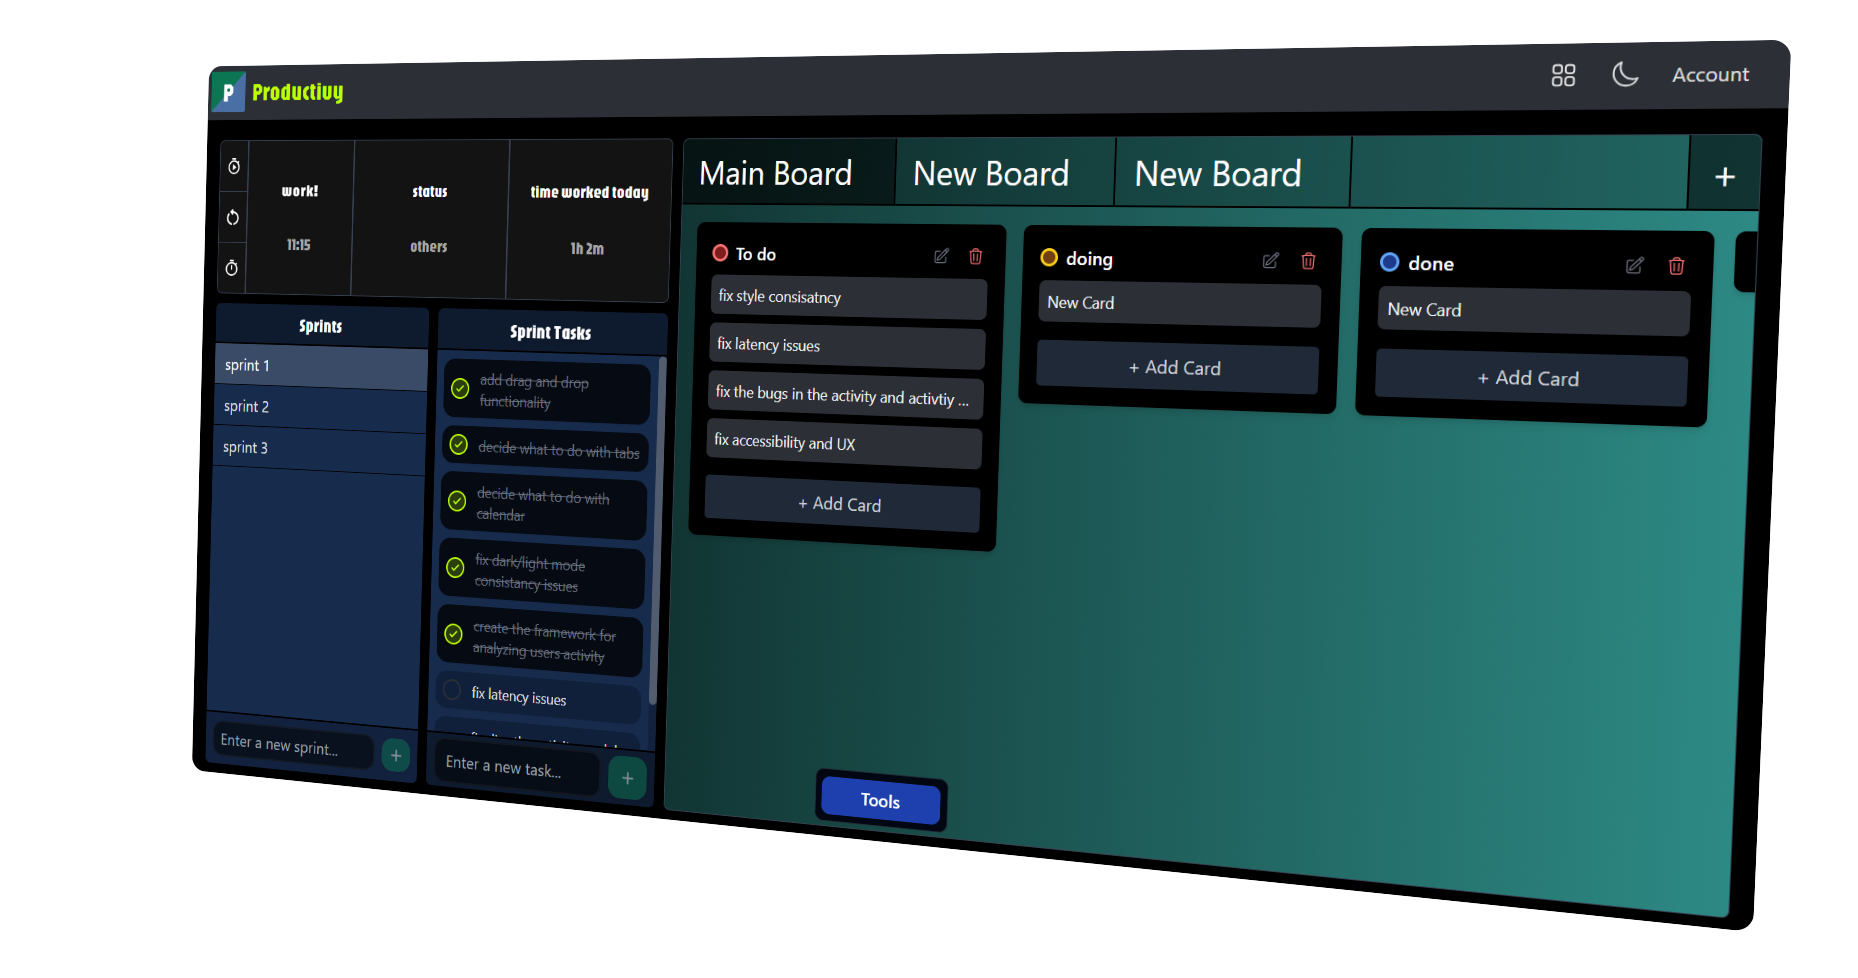 P
Productivy
Account
work!
11:15
status
others
time worked today
1h 2m
Sprints
sprint 1
sprint 2
sprint 3
Enter a new sprint...
+
Sprint Tasks
add drag and drop
functionality
decide what to do with tabs
decide what to do with
calendar
fix dark/light mode
consistancy issues
create the framework for
analyzing users activity
fix latency issues
Enter a new task...
+
Main Board
New Board
New Board
+
To do
fix style consisatncy
fix latency issues
fix the bugs in the activity and activtiy ...
fix accessibility and UX
+ Add Card
doing
New Card
+ Add Card
done
New Card
+ Add Card
Tools